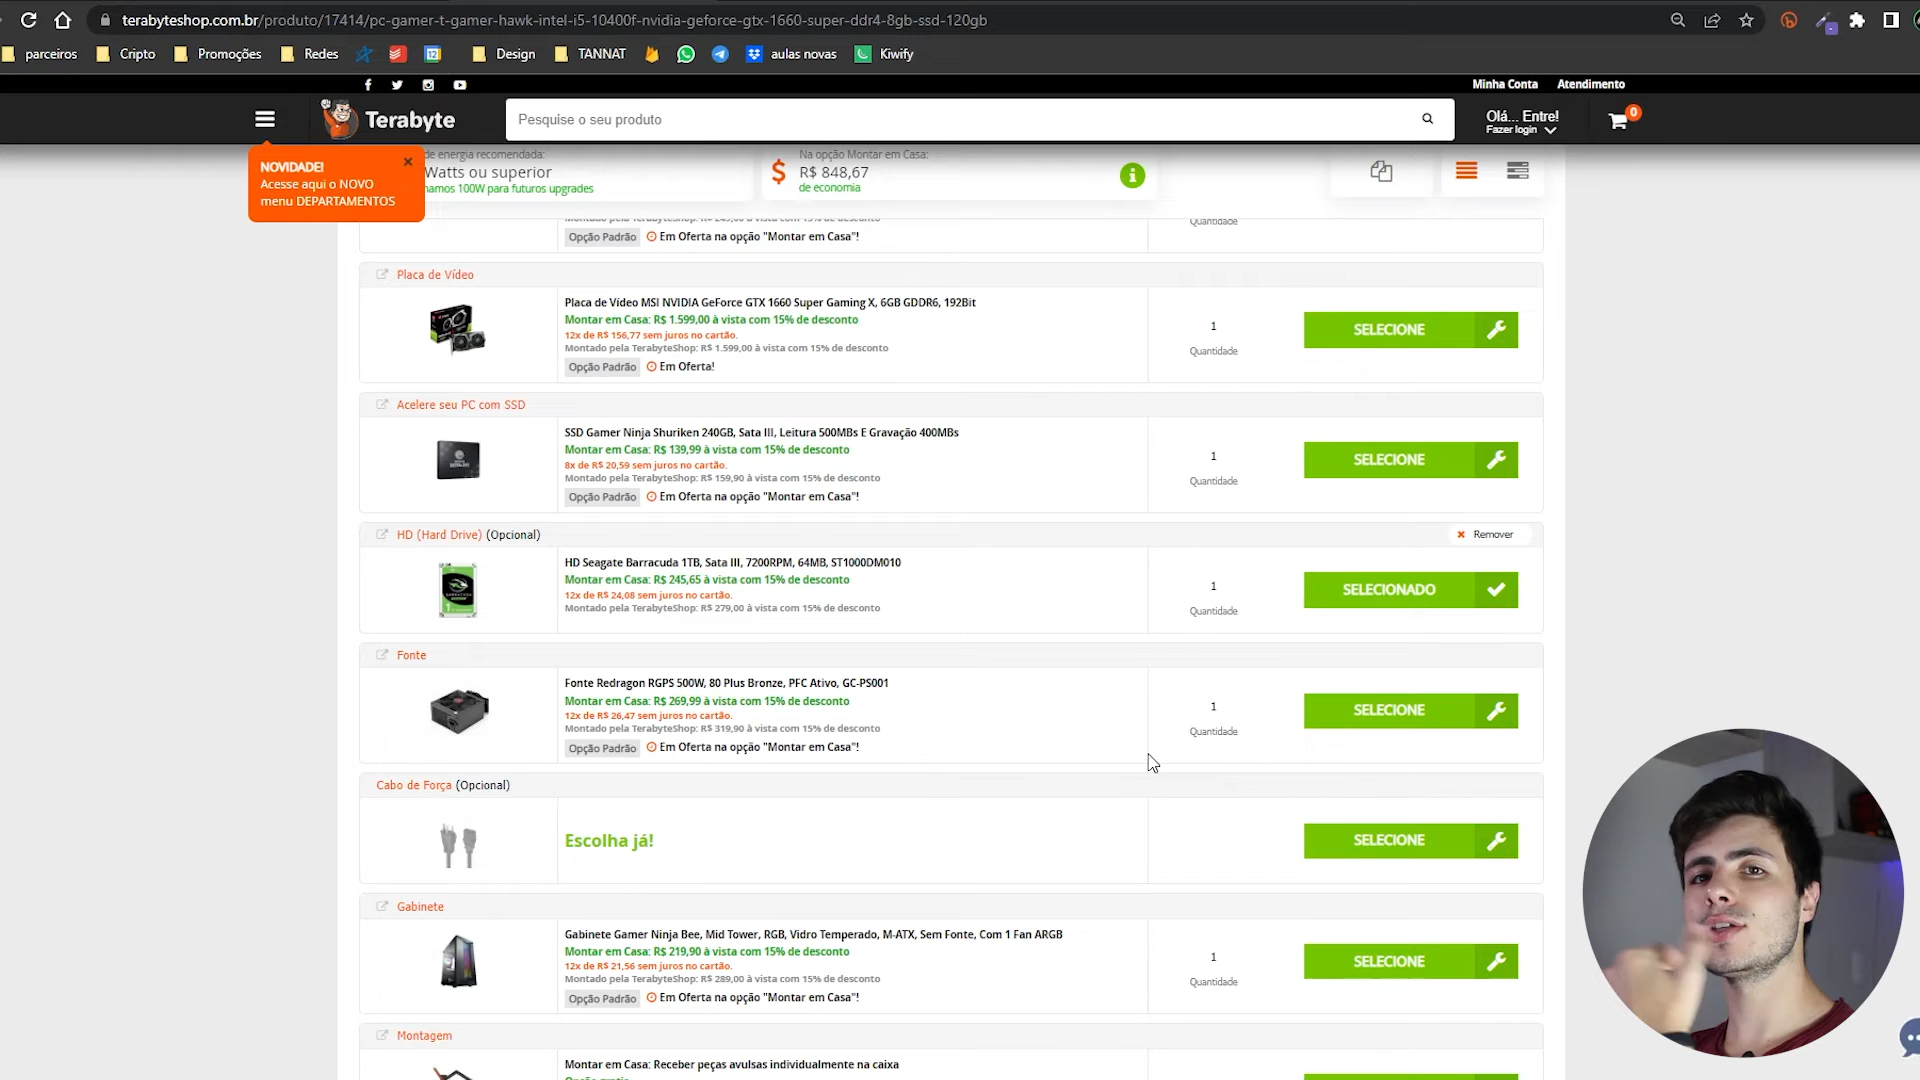 terabyteshop.com.br/produto/17414/pc-gamer-t-gamer-hawk-intel-i5-10400f-nvidia-geforce-gtx-1660-super-ddr4-8gb-ssd-120gb
parceiros Cripto Promoções Redes 12 Design TANNAT aulas novas Kiwify
Minha Conta Atendimento
Terabyte
Pesquise o seu produto
Olá... Entre!
Fazer login
0
NOVIDADE!
Acesse aqui o NOVO
menu DEPARTAMENTOS
de energia recomendada:
Watts ou superior
namos 100W para futuros upgrades
Na opção Montar em Casa:
R$ 848,67
de economia
Quantidade
Opção Padrão Em Oferta na opção "Montar em Casa"!
Placa de Vídeo
Placa de Vídeo MSI NVIDIA GeForce GTX 1660 Super Gaming X, 6GB GDDR6, 192Bit
Montar em Casa: R$ 1.599,00 à vista com 15% de desconto
12x de R$ 156,77 sem juros no cartão.
Montado pela TerabyteShop: R$ 1.599,00 à vista com 15% de desconto
Opção Padrão Em Oferta!
1
Quantidade
SELECIONE
Acelere seu PC com SSD
SSD Gamer Ninja Shuriken 240GB, Sata III, Leitura 500MBs E Gravação 400MBs
Montar em Casa: R$ 139,99 à vista com 15% de desconto
8x de R$ 20,59 sem juros no cartão.
Montado pela TerabyteShop: R$ 159,90 à vista com 15% de desconto
Opção Padrão Em Oferta na opção "Montar em Casa"!
1
Quantidade
SELECIONE
HD (Hard Drive) (Opcional)
Remover
HD Seagate Barracuda 1TB, Sata III, 7200RPM, 64MB, ST1000DM010
Montar em Casa: R$ 245,65 à vista com 15% de desconto
12x de R$ 24,08 sem juros no cartão.
Montado pela TerabyteShop: R$ 279,00 à vista com 15% de desconto
1
Quantidade
SELECIONADO
Fonte
Fonte Redragon RGPS 500W, 80 Plus Bronze, PFC Ativo, GC-PS001
Montar em Casa: R$ 269,99 à vista com 15% de desconto
12x de R$ 26,47 sem juros no cartão.
Montado pela TerabyteShop: R$ 319,90 à vista com 15% de desconto
Opção Padrão Em Oferta na opção "Montar em Casa"!
1
Quantidade
SELECIONE
Cabo de Força (Opcional)
Escolha já!
SELECIONE
Gabinete
Gabinete Gamer Ninja Bee, Mid Tower, RGB, Vidro Temperado, M-ATX, Sem Fonte, Com 1 Fan ARGB
Montar em Casa: R$ 219,90 à vista com 15% de desconto
12x de R$ 21,56 sem juros no cartão.
Montado pela TerabyteShop: R$ 289,00 à vista com 15% de desconto
Opção Padrão Em Oferta na opção "Montar em Casa"!
1
Quantidade
SELECIONE
Montagem
Montar em Casa: Receber peças avulsas individualmente na caixa